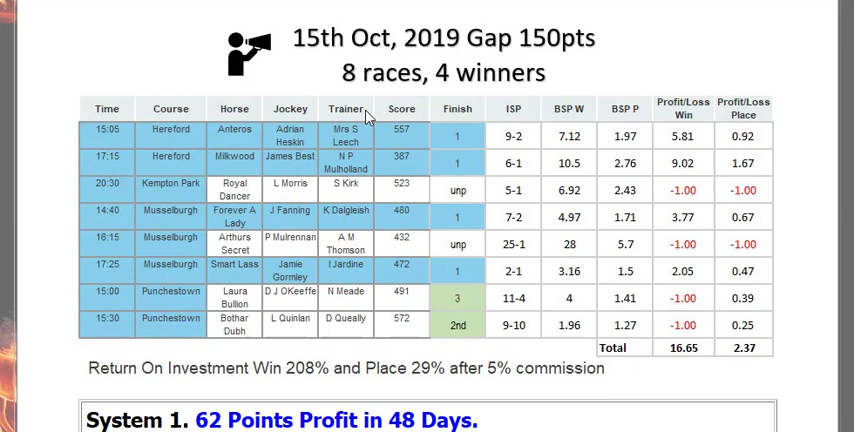 15th Oct, 2019 Gap 150pts
8 races, 4 winners
Time Course Horse Jockey Trainer Score Finish ISP BSP W BSP P Profit/Loss Win Profit/Loss Place
15:05 Hereford Anteros Adrian Heskin Mrs S Leech 557 1 9-2 7.12 1.97 5.81 0.92
17:15 Hereford Milkwood James Best N P Mulholland 387 1 6-1 10.5 2.76 9.02 1.67
20:30 Kempton Park Royal Dancer L Morris S Kirk 523 unp 5-1 6.92 2.43 -1.00 -1.00
14:40 Musselburgh Forever A Lady J Fanning K Dalgleish 480 1 7-2 4.97 1.71 3.77 0.67
16:15 Musselburgh Arthurs Secret P Mulrennan A M Thomson 432 unp 25-1 28 5.7 -1.00 -1.00
17:25 Musselburgh Smart Lass Jamie Gormley I Jardine 472 1 2-1 3.16 1.5 2.05 0.47
15:00 Punchestown Laura Bullion D J OKeeffe N Meade 491 3 11-4 4 1.41 -1.00 0.39
15:30 Punchestown Bothar Dubh L Quinlan D Queally 572 2nd 9-10 1.96 1.27 -1.00 0.25
Total 16.65 2.37
Return On Investment Win 208% and Place 29% after 5% commission
System 1. 62 Points Profit in 48 Days.